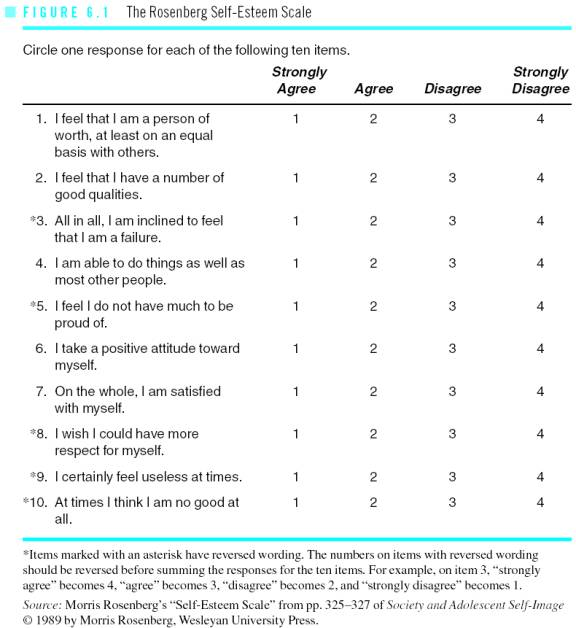 FIGURE 6.1 The Rosenberg Self-Esteem Scale
Circle one response for each of the following ten items.
Strongly Agree Agree Disagree Strongly Disagree
1. I feel that I am a person of 1 2 3 4
worth, at least on an equal
basis with others.
2. I feel that I have a number of 1 2 3 4
good qualities.
*3. All in all, I am inclined to feel 1 2 3 4
that I am a failure.
4. I am able to do things as well as 1 2 3 4
most other people.
*5. I feel I do not have much to be 1 2 3 4
proud of.
6. I take a positive attitude toward 1 2 3 4
myself.
7. On the whole, I am satisfied 1 2 3 4
with myself.
*8. I wish I could have more 1 2 3 4
respect for myself.
*9. I certainly feel useless at times. 1 2 3 4
*10. At times I think I am no good at 1 2 3 4
all.
*Items marked with an asterisk have reversed wording. The numbers on items with reversed wording
should be reversed before summing the responses for the ten items. For example, on item 3, “strongly
agree” becomes 4, “agree” becomes 3, “disagree” becomes 2, and “strongly disagree” becomes 1.
Source: Morris Rosenberg’s “Self-Esteem Scale” from pp. 325–327 of Society and Adolescent Self-Image
© 1989 by Morris Rosenberg, Wesleyan University Press.